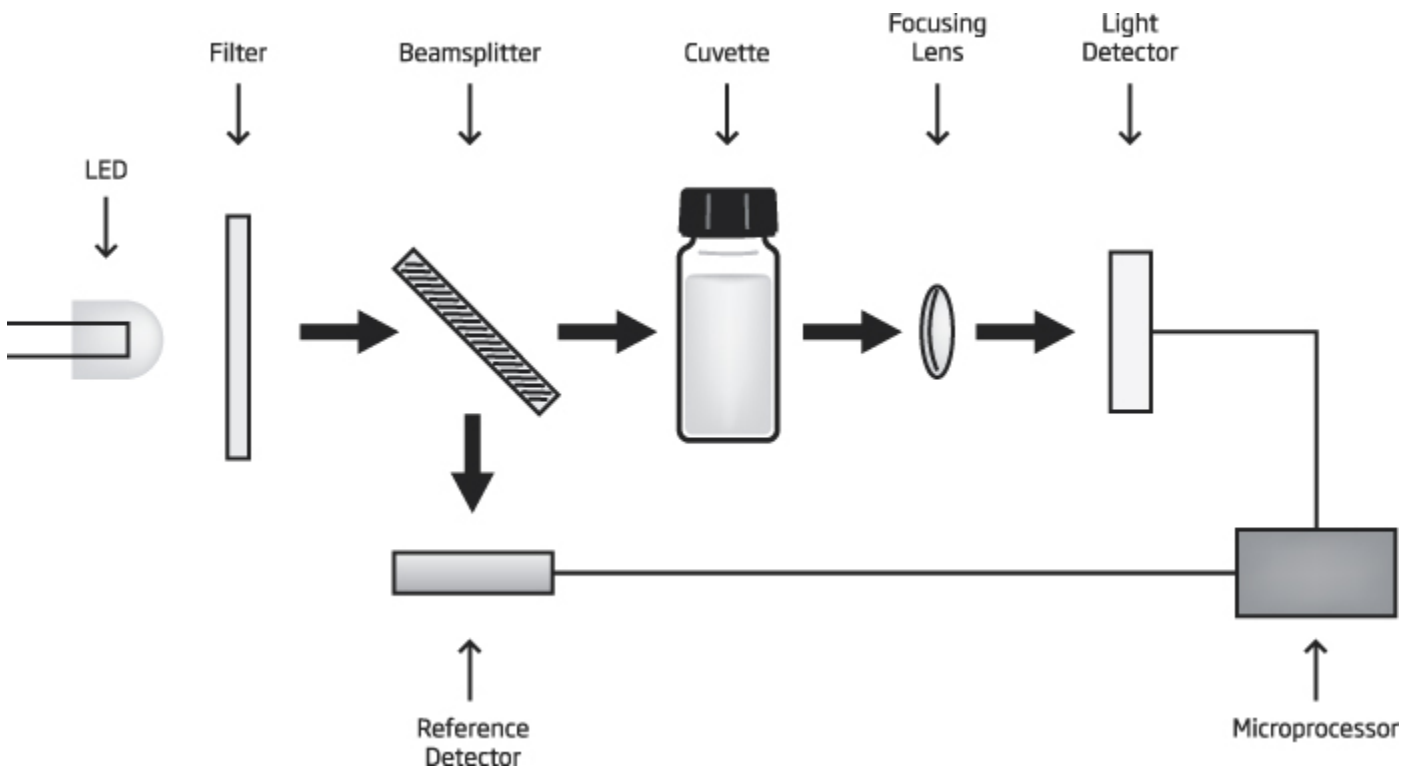 Filter
Beamsplitter
Cuvette
Focusing
Lens
Light
Detector
LED
Reference
Detector
Microprocessor